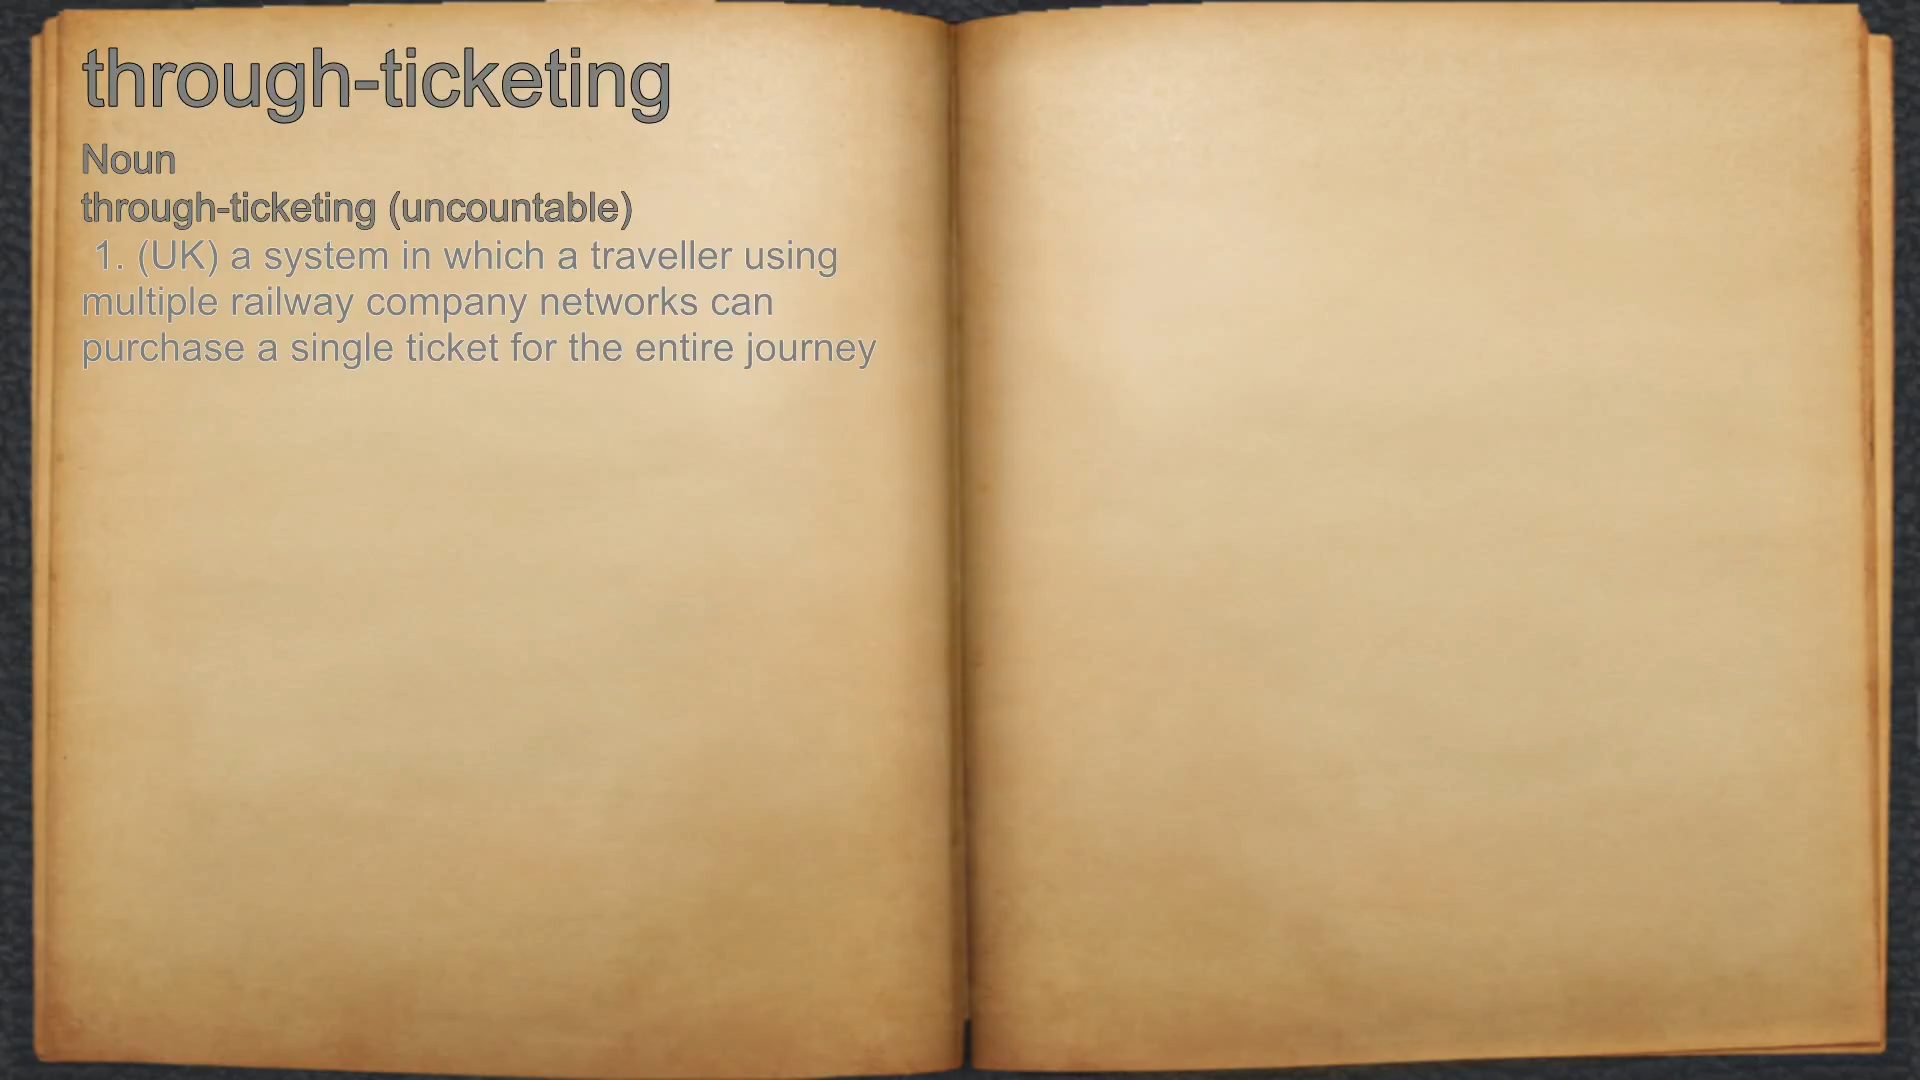 through-ticketing
Noun
through-ticketing (uncountable)
1. (UK) a system in which a traveller using
multiple railway company networks can
purchase a single ticket for the entire journey